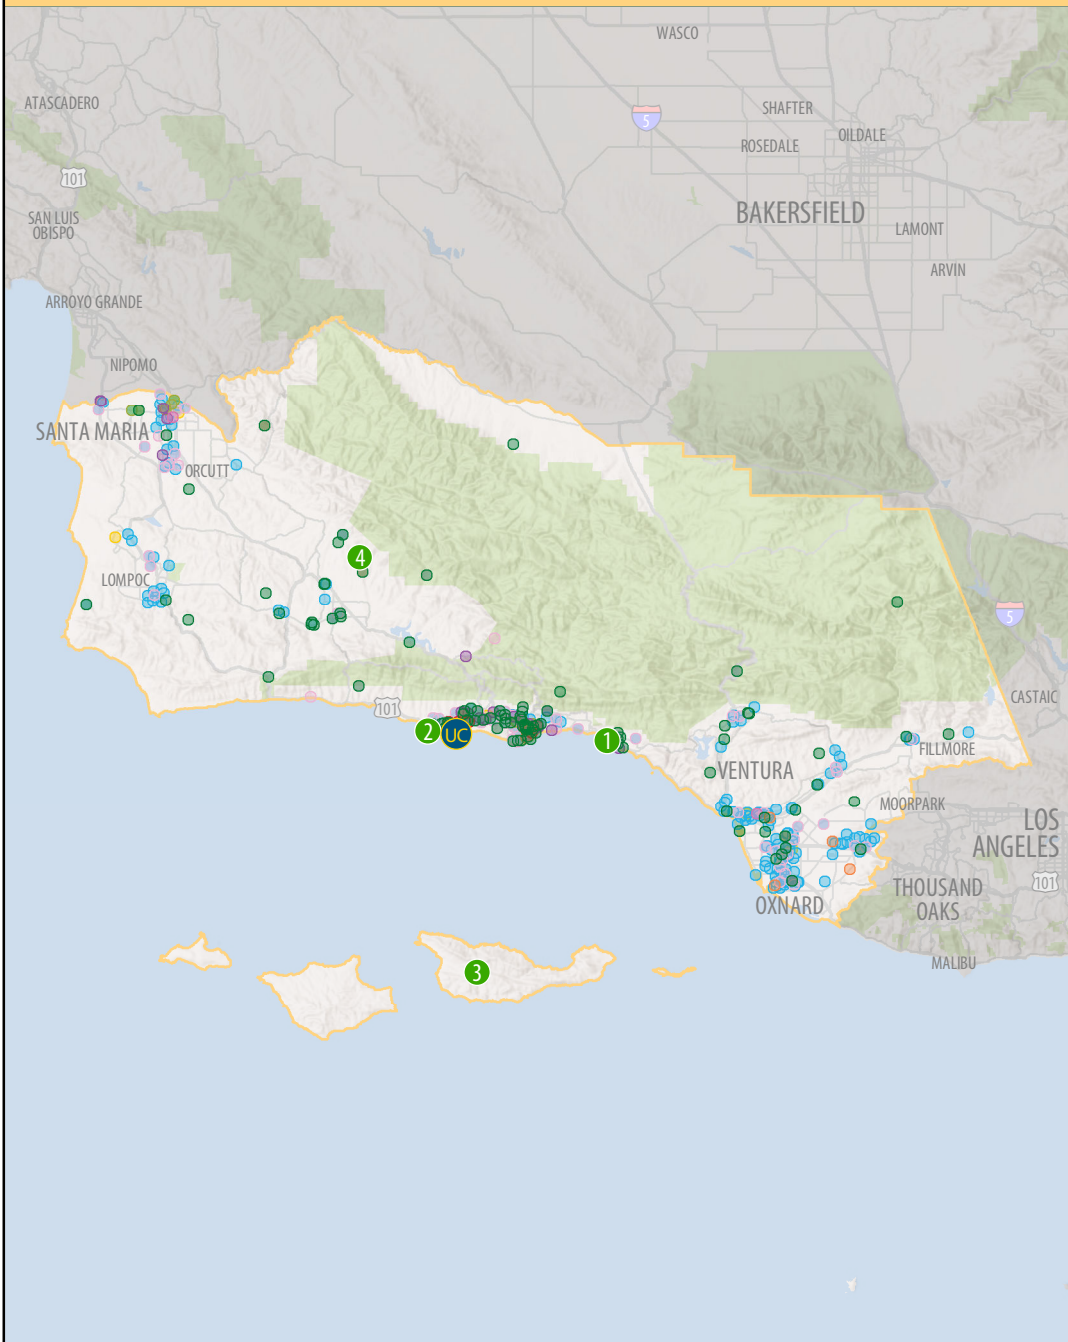 WASCO
ATASCADERO
SHAFTER
5
OILDALE
ROSEDALE
101
BAKERSFIELD
SAN LUIS
OBISPO
LAMONT
ARVIN
ARROYO GRANDE
NIPOMO
SANTA MARIA
ORCUTT
4
LOMPOC
5
CASTAIC
101
2
UC
1
FILLMORE
VENTURA
MOORPARK
LOS
ANGELES
101
THOUSAND
OAKS
OXNARD
MALIBU
3